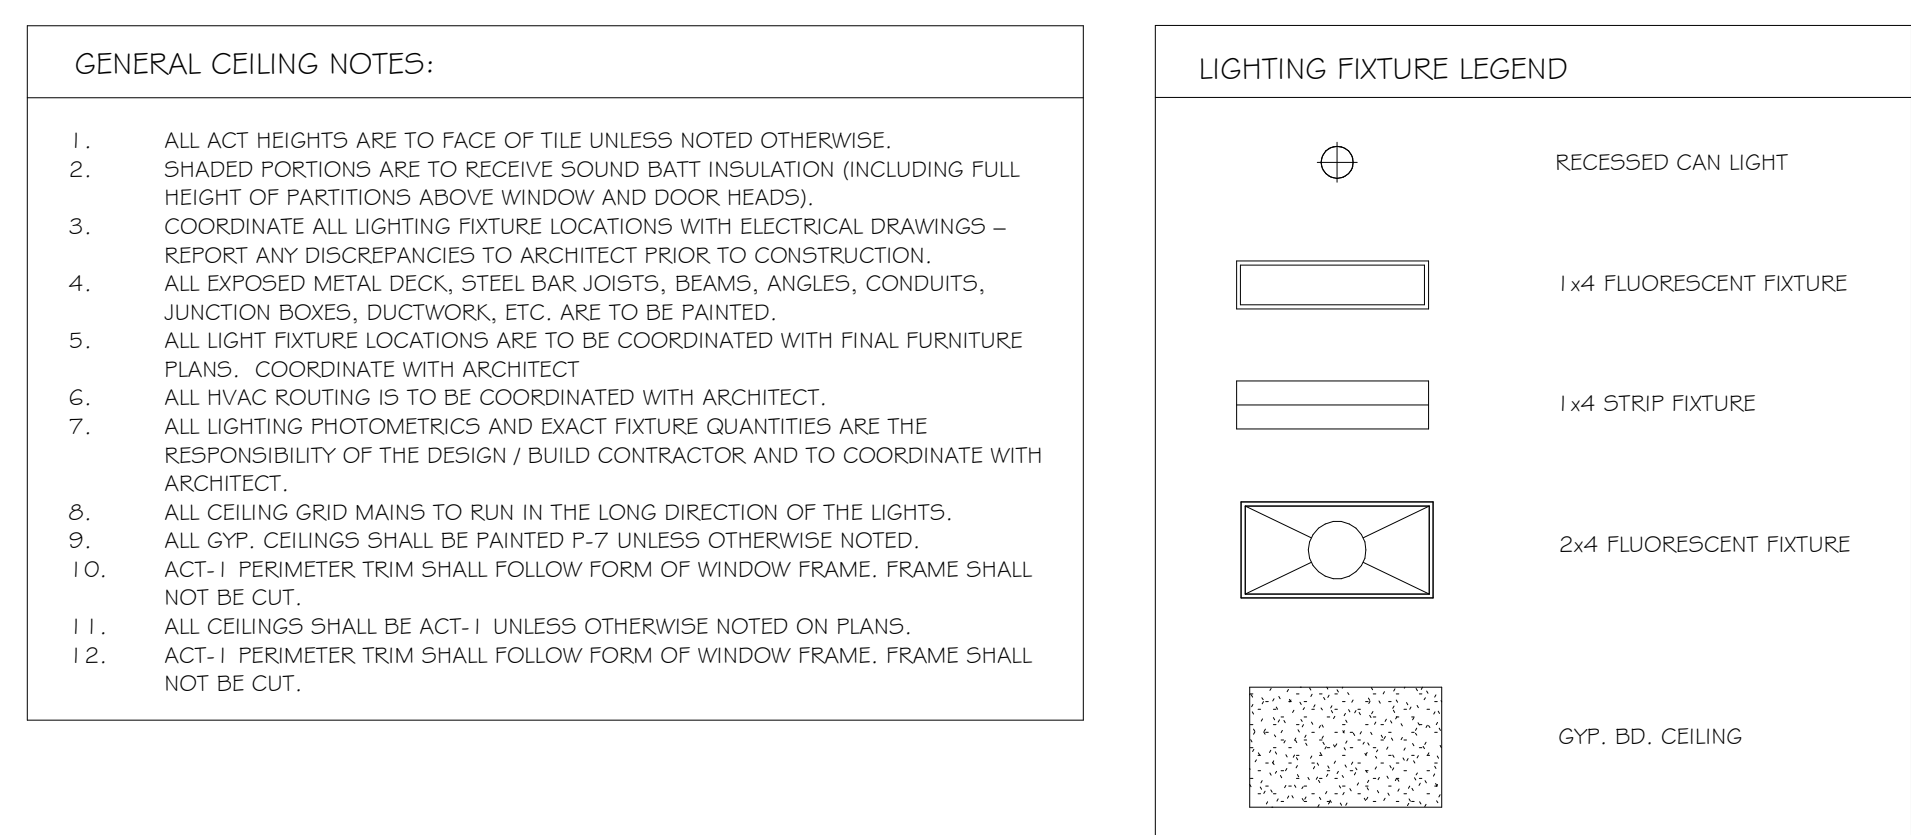 GENERAL CEILING NOTES:
1. ALL ACT HEIGHTS ARE TO FACE OF TILE UNLESS NOTED OTHERWISE.
2. SHADED PORTIONS ARE TO RECEIVE SOUND BATT INSULATION (INCLUDING FULL
HEIGHT OF PARTITIONS ABOVE WINDOW AND DOOR HEADS).
3. COORDINATE ALL LIGHTING FIXTURE LOCATIONS WITH ELECTRICAL DRAWINGS –
REPORT ANY DISCREPANCIES TO ARCHITECT PRIOR TO CONSTRUCTION.
4. ALL EXPOSED METAL DECK, STEEL BAR JOISTS, BEAMS, ANGLES, CONDUITS,
JUNCTION BOXES, DUCTWORK, ETC. ARE TO BE PAINTED.
5. ALL LIGHT FIXTURE LOCATIONS ARE TO BE COORDINATED WITH FINAL FURNITURE
PLANS. COORDINATE WITH ARCHITECT
6. ALL HVAC ROUTING IS TO BE COORDINATED WITH ARCHITECT.
7. ALL LIGHTING PHOTOMETRICS AND EXACT FIXTURE QUANTITIES ARE THE
RESPONSIBILITY OF THE DESIGN / BUILD CONTRACTOR AND TO COORDINATE WITH
ARCHITECT.
8. ALL CEILING GRID MAINS TO RUN IN THE LONG DIRECTION OF THE LIGHTS.
9. ALL GYP. CEILINGS SHALL BE PAINTED P-7 UNLESS OTHERWISE NOTED.
10. ACT-1 PERIMETER TRIM SHALL FOLLOW FORM OF WINDOW FRAME. FRAME SHALL
NOT BE CUT.
11. ALL CEILINGS SHALL BE ACT-1 UNLESS OTHERWISE NOTED ON PLANS.
12. ACT-1 PERIMETER TRIM SHALL FOLLOW FORM OF WINDOW FRAME. FRAME SHALL
NOT BE CUT.
LIGHTING FIXTURE LEGEND
RECESSED CAN LIGHT
1x4 FLUORESCENT FIXTURE
1x4 STRIP FIXTURE
2x4 FLUORESCENT FIXTURE
GYP. BD. CEILING